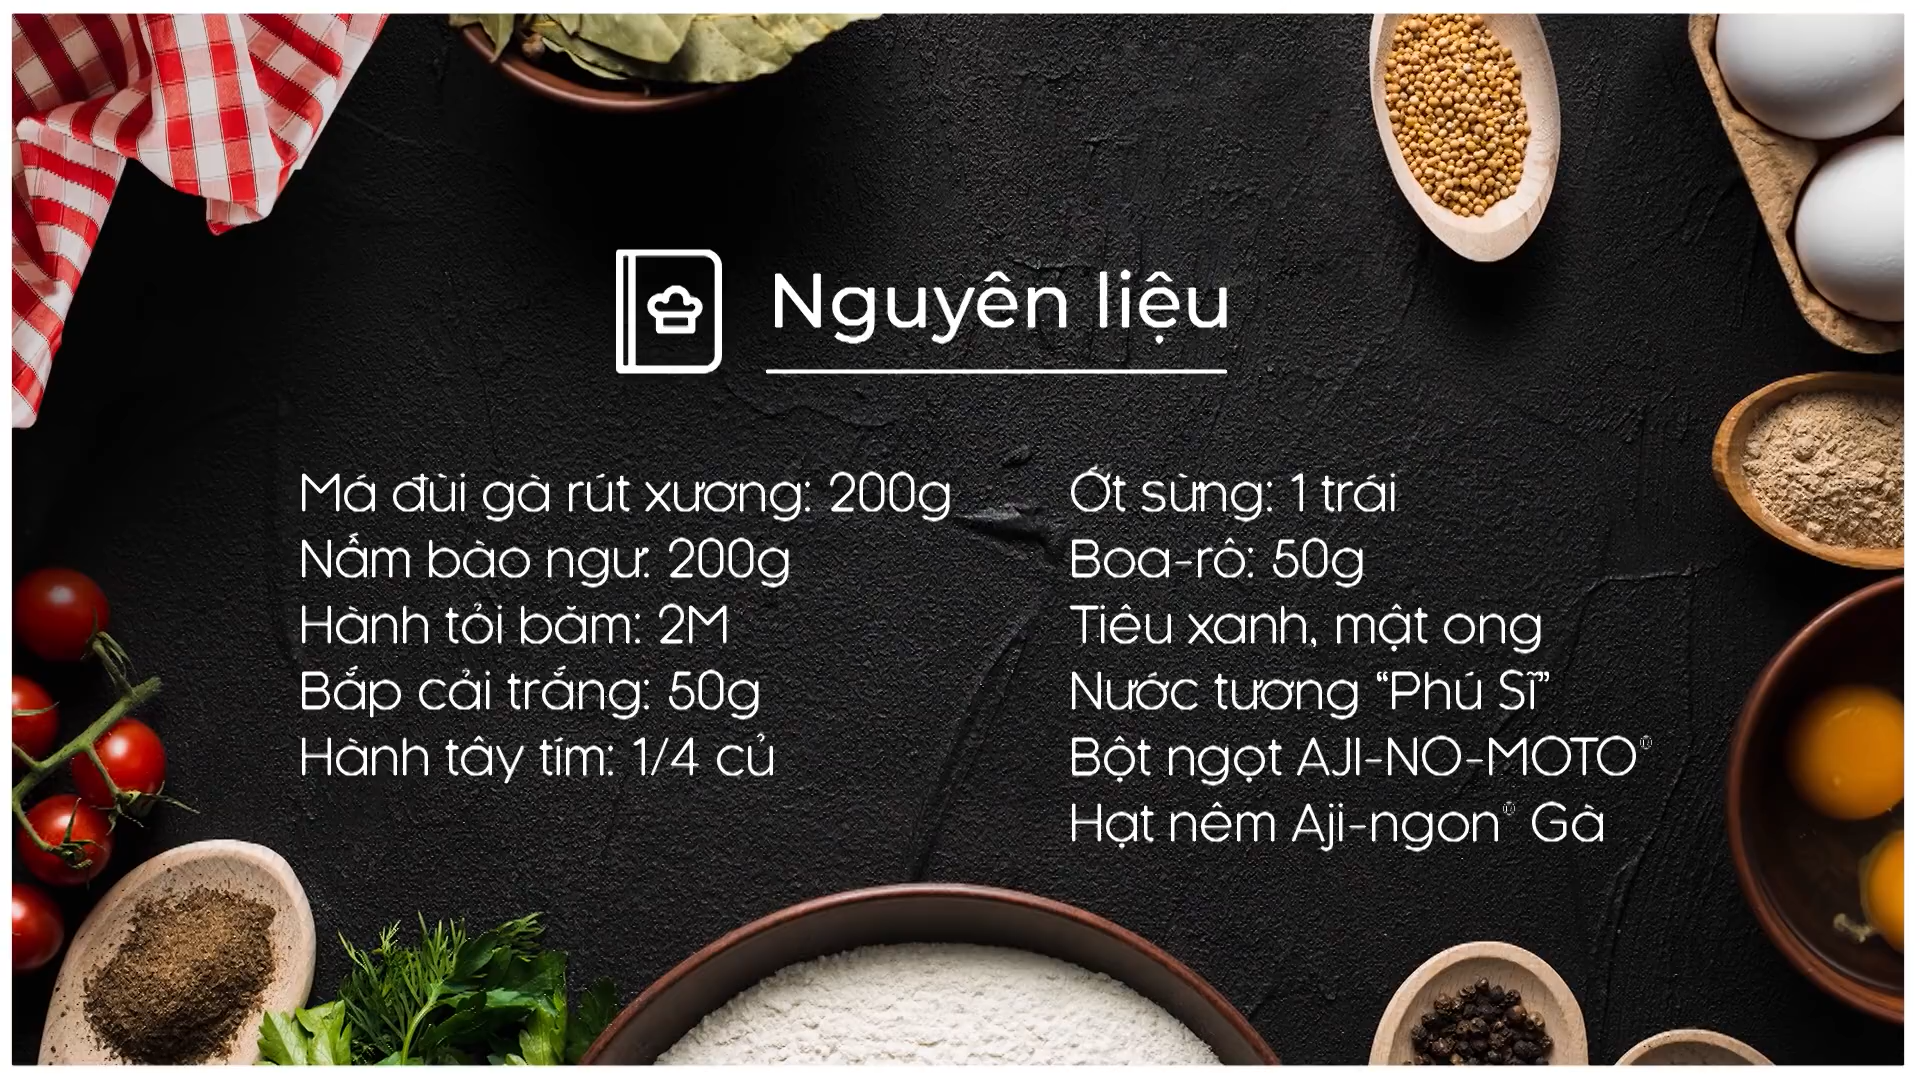 Nguyên liệu
Má đùi gà rút xương: 200g
Nấm bào ngư: 200g
Hành tỏi băm: 2M
Bắp cải trắng: 50g
Hành tây tím: 1/4 củ
Ớt sừng: 1 trái
Boa-rô: 50g
Tiêu xanh, mật ong
Nước tương “Phú Sĩ”
Bột ngọt AJI-NO-MOTO®
Hạt nêm Aji-ngon® Gà